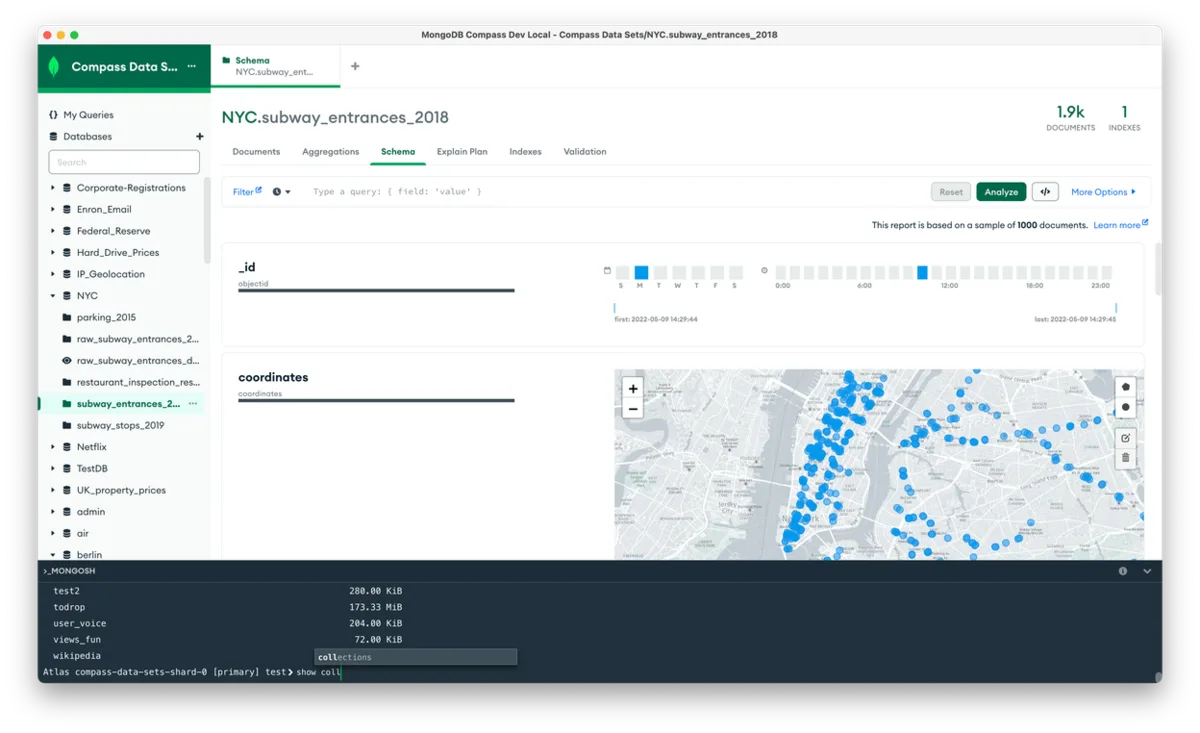 MongoDB Compass Dev Local - Compass Data Sets/NYC.subway_entrances_2018
Compass Data S... ...
Schema
NYC.subway_ent...
+
{} My Queries
Databases +
Search
Corporate-Registrations
Enron_Email
Federal_Reserve
Hard_Drive_Prices
IP_Geolocation
NYC
parking_2015
raw_subway_entrances_2...
raw_subway_entrances_d...
restaurant_inspection_res...
subway_entrances_2... ...
subway_stops_2019
Netflix
TestDB
UK_property_prices
admin
air
berlin
NYC.subway_entrances_2018
1.9k 1
DOCUMENTS INDEXES
Documents Aggregations Schema Explain Plan Indexes Validation
Filter Type a query: { field: 'value' } Reset Analyze </> More Options
This report is based on a sample of 1000 documents. Learn more
_id
objectid
S M T W T F S
0:00 6:00 12:00 18:00 23:00
first: 2022-05-09 14:29:44 last: 2022-05-09 14:29:45
coordinates
coordinates
+
−
Jersey
City
>_MONGOSH
test2 280.00 KiB
todrop 173.33 MiB
user_voice 204.00 KiB
views_fun 72.00 KiB
wikipedia
collections
Atlas compass-data-sets-shard-0 [primary] test> show coll